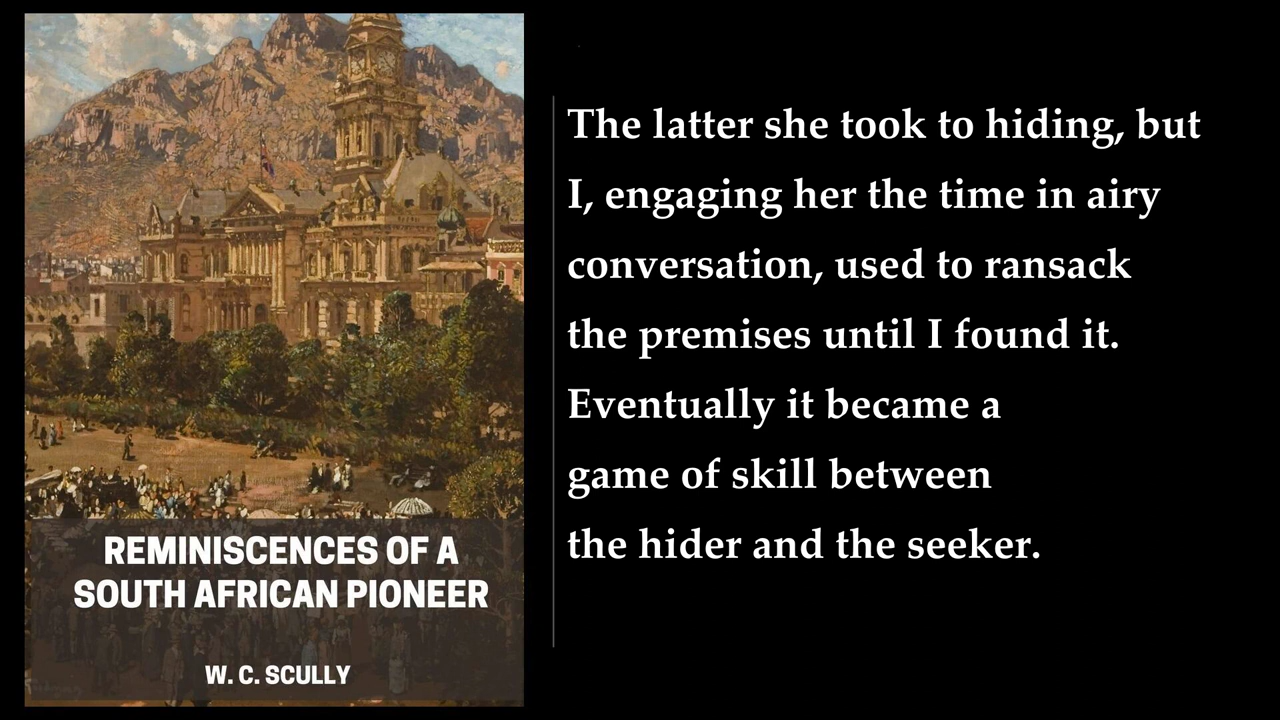 REMINISCENCES OF A
SOUTH AFRICAN PIONEER
W. C. SCULLY
The latter she took to hiding, but
I, engaging her the time in airy
conversation, used to ransack
the premises until I found it.
Eventually it became a
game of skill between
the hider and the seeker.